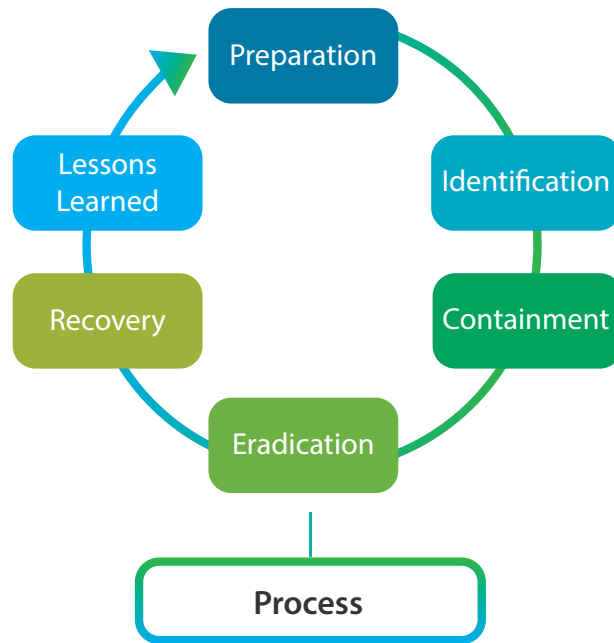 Preparation
Identification
Containment
Eradication
Recovery
Lessons
Learned
Process